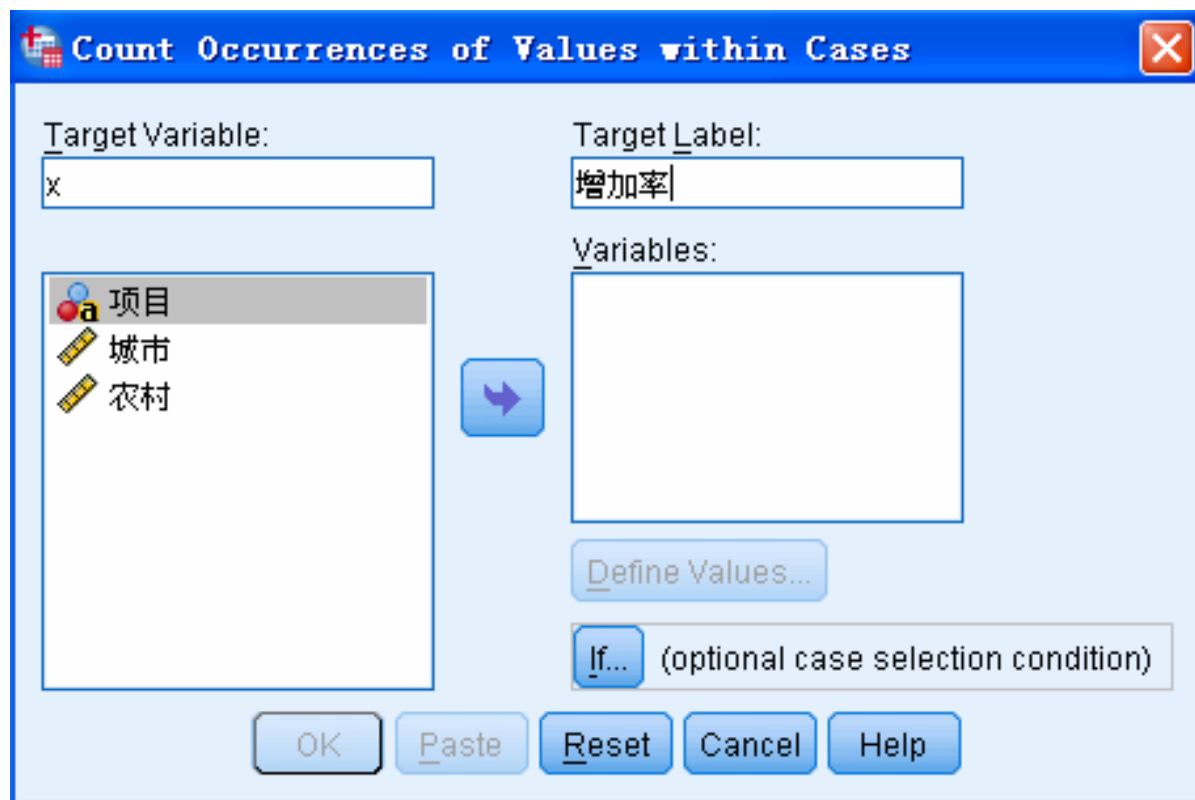 Count Occurrences of Values within Cases
Target Variable:
x
Target Label:
增加率
项目
城市
农村
Variables:
Define Values...
If... (optional case selection condition)
OK Paste Reset Cancel Help